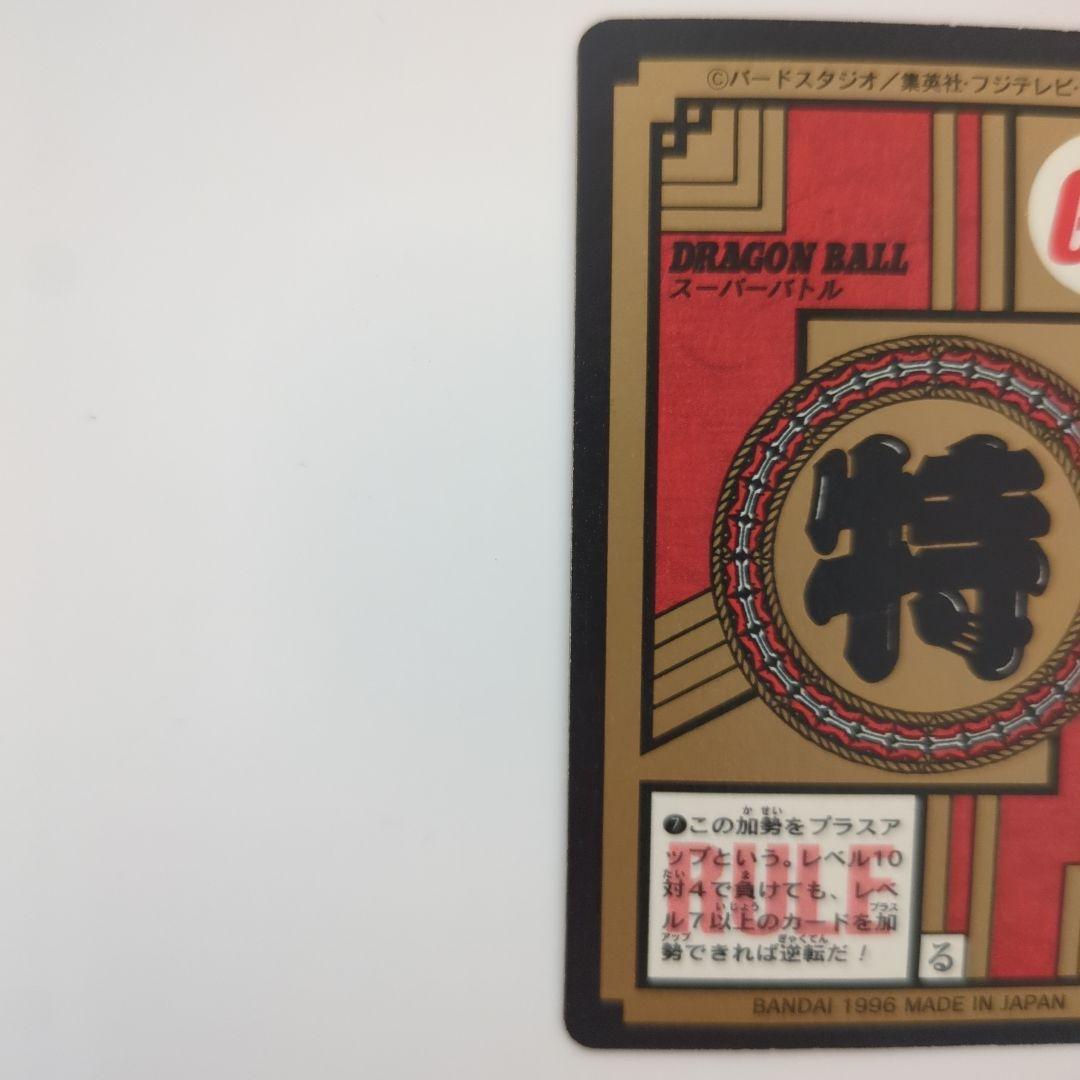 ©バードスタジオ／集英社・フジテレビ・
DRAGON BALL
スーパーバトル
特
RULE
❼この加勢をプラスア
ップという。レベル10
対4で負けても、レベ
ル7以上のカードを加
勢できれば逆転だ！
る
BANDAI 1996 MADE IN JAPAN